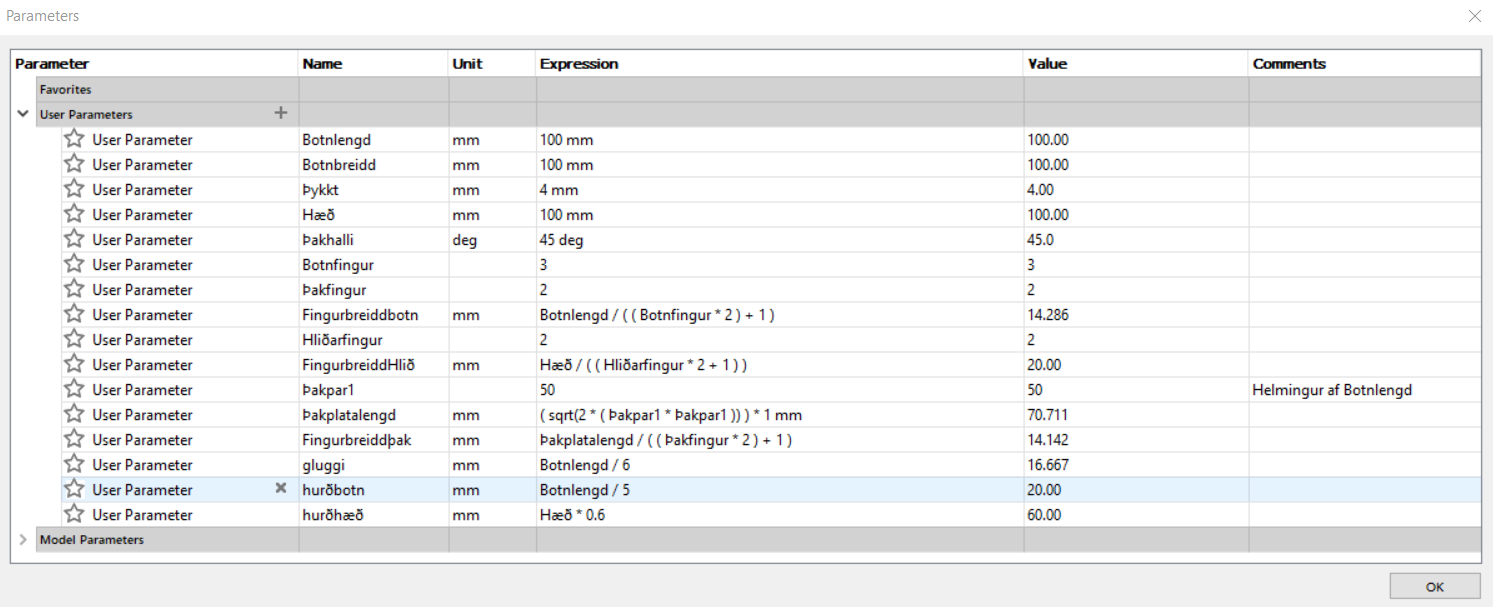 Parameters
Parameter Name Unit Expression Value Comments
Favorites
User Parameters +
User Parameter Botnlengd mm 100 mm 100.00
User Parameter Botnbreidd mm 100 mm 100.00
User Parameter Þykkt mm 4 mm 4.00
User Parameter Hæð mm 100 mm 100.00
User Parameter Þakhalli deg 45 deg 45.0
User Parameter Botnfingur 3 3
User Parameter Þakfingur 2 2
User Parameter Fingurbreiddbotn mm Botnlengd / ( ( Botnfingur * 2 ) + 1 ) 14.286
User Parameter Hliðarfingur 2 2
User Parameter FingurbreiddHlið mm Hæð / ( ( Hliðarfingur * 2 + 1 ) ) 20.00
User Parameter Þakpar1 50 50 Helmingur af Botnlengd
User Parameter Þakplatalengd mm ( sqrt(2 * ( Þakpar1 * Þakpar1 )) ) * 1 mm 70.711
User Parameter Fingurbreiddþak mm Þakplatalengd / ( ( Þakfingur * 2 ) + 1 ) 14.142
User Parameter gluggi mm Botnlengd / 6 16.667
User Parameter hurðbotn mm Botnlengd / 5 20.00
User Parameter hurðhæð mm Hæð * 0.6 60.00
Model Parameters
OK